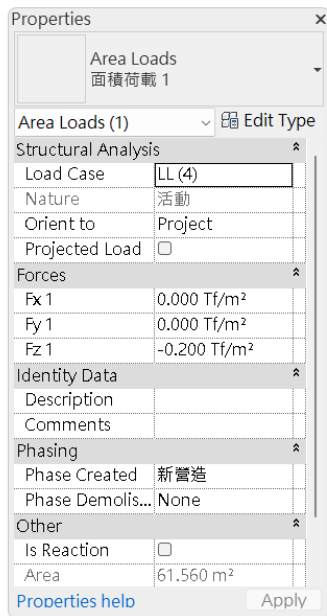 Properties
Area Loads
面積荷載 1
Area Loads (1)
Edit Type
Structural Analysis
Load Case LL (4)
Nature 活動
Orient to Project
Projected Load
Forces
Fx 1 0.000 Tf/m²
Fy 1 0.000 Tf/m²
Fz 1 -0.200 Tf/m²
Identity Data
Description
Comments
Phasing
Phase Created 新營造
Phase Demolis... None
Other
Is Reaction
Area 61.560 m²
Properties help
Apply